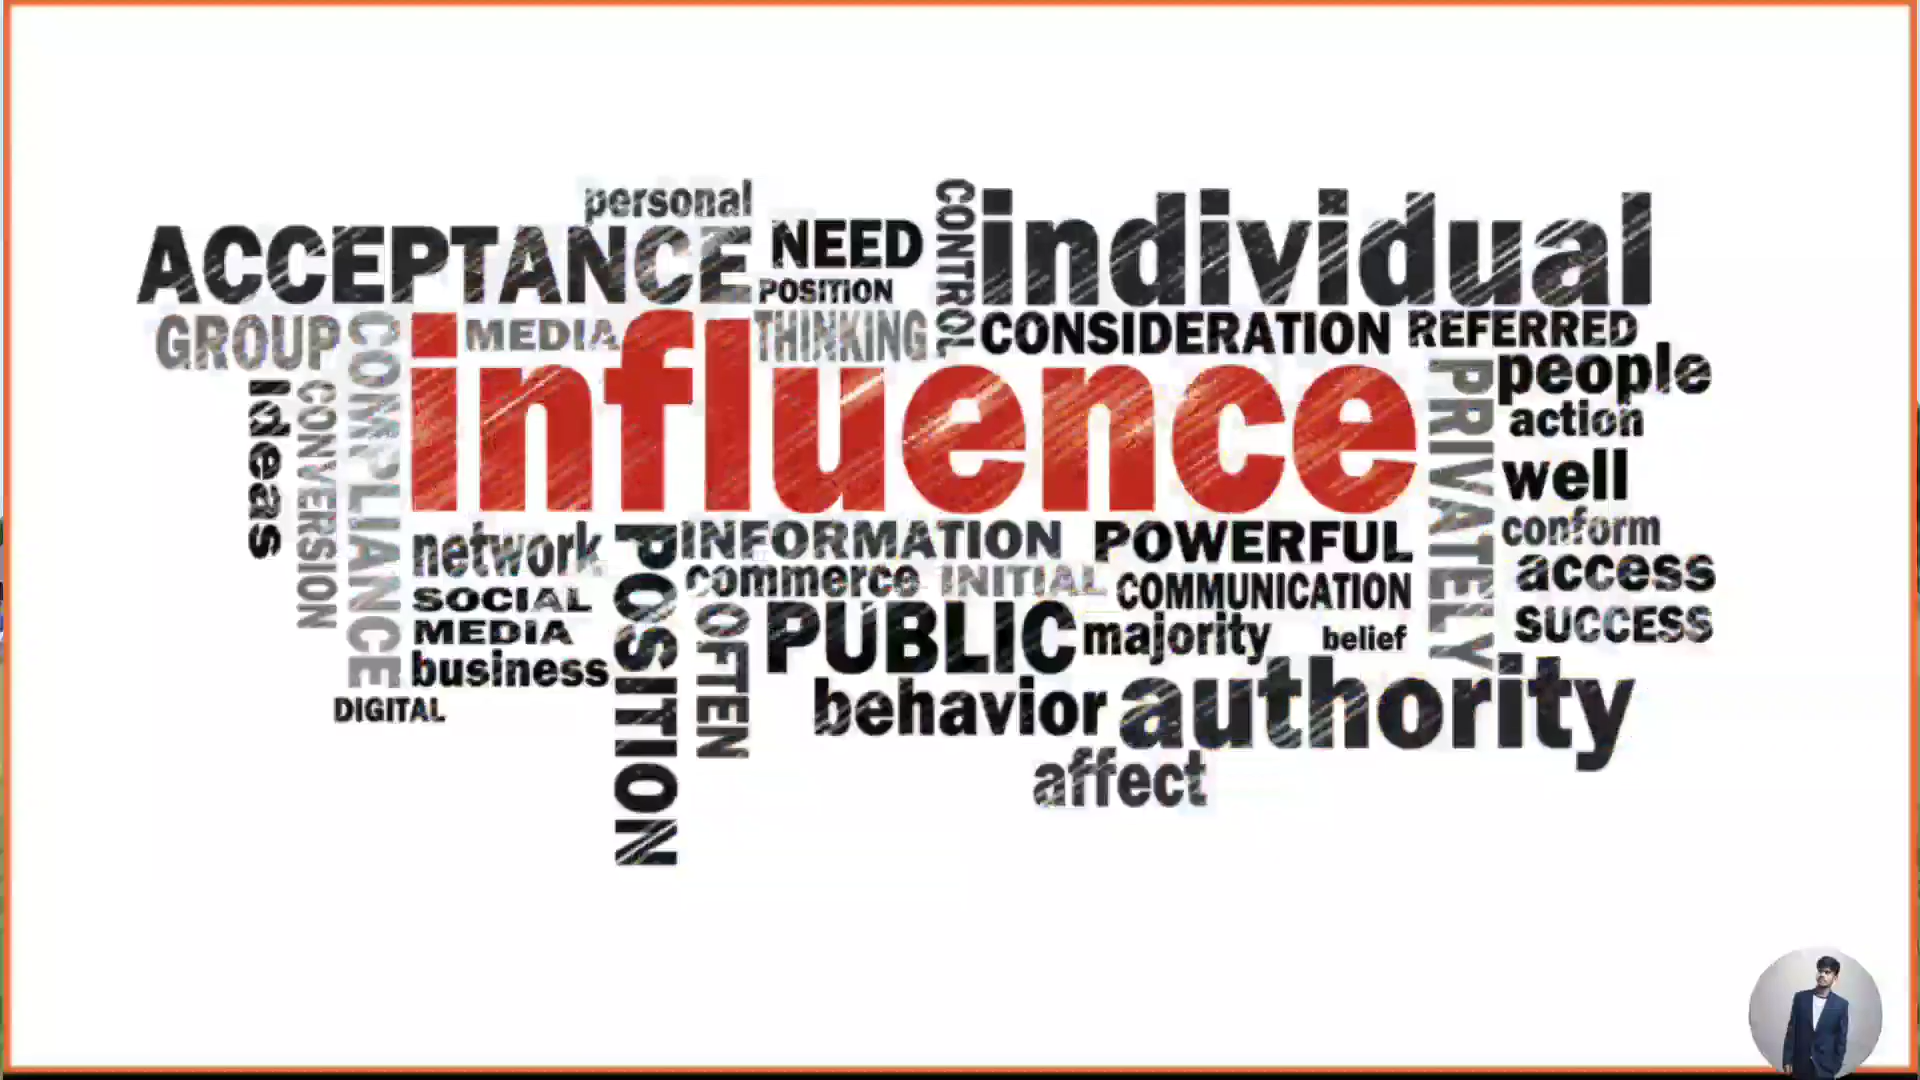 personal
ACCEPTANCE
NEED
POSITION
CONTROL
individual
GROUP
COMPLIANCE
MEDIA
THINKING
CONSIDERATION
REFERRED
influence
people
action
well
conform
access
SUCCESS
PRIVATELY
Ideas
CONVERSION
network
SOCIAL
MEDIA
business
DIGITAL
POSITION
INFORMATION
POWERFUL
commerce
INITIAL
COMMUNICATION
OFTEN
PUBLIC
majority
belief
behavior
authority
affect